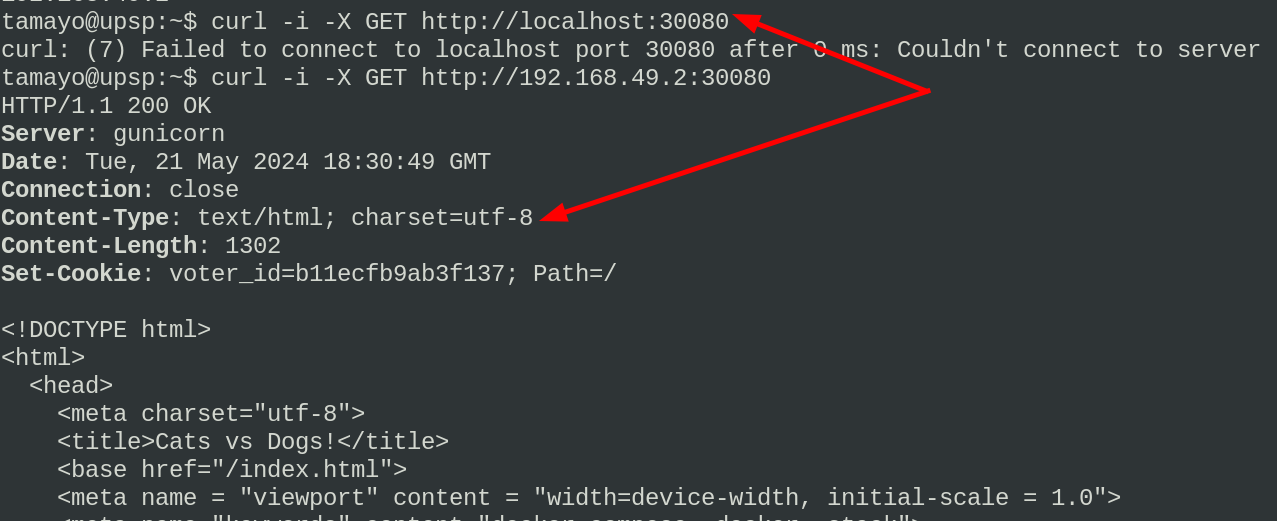 tamayo@upsp:~$ curl -i -X GET http://localhost:30080
curl: (7) Failed to connect to localhost port 30080 after 0 ms: Couldn't connect to server
tamayo@upsp:~$ curl -i -X GET http://192.168.49.2:30080
HTTP/1.1 200 OK
Server: gunicorn
Date: Tue, 21 May 2024 18:30:49 GMT
Connection: close
Content-Type: text/html; charset=utf-8
Content-Length: 1302
Set-Cookie: voter_id=b11ecfb9ab3f137; Path=/
<!DOCTYPE html>
<html>
<head>
<meta charset="utf-8">
<title>Cats vs Dogs!</title>
<base href="/index.html">
<meta name = "viewport" content = "width=device-width, initial-scale = 1.0">